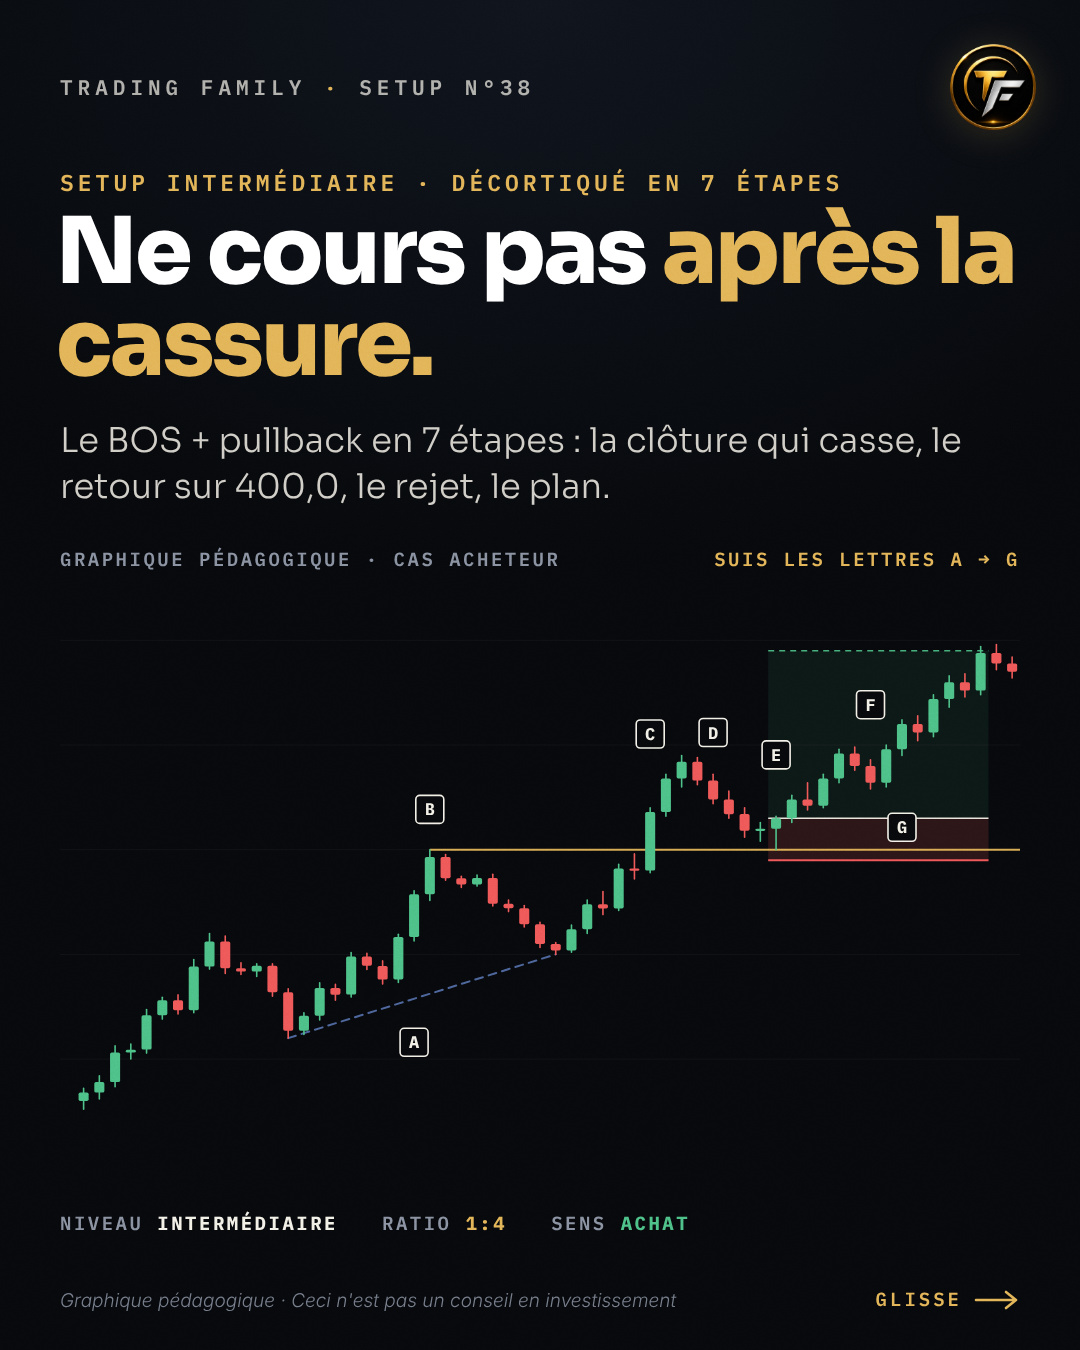 TRADING FAMILY · SETUP N°38
TF
SETUP INTERMÉDIAIRE · DÉCORTIQUÉ EN 7 ÉTAPES
Ne cours pas après la
cassure.
Le BOS + pullback en 7 étapes : la clôture qui casse, le
retour sur 400,0, le rejet, le plan.
GRAPHIQUE PÉDAGOGIQUE · CAS ACHETEUR
SUIS LES LETTRES A → G
F
C
D
E
B
G
A
NIVEAU INTERMÉDIAIRE RATIO 1:4 SENS ACHAT
Graphique pédagogique · Ceci n'est pas un conseil en investissement
GLISSE →